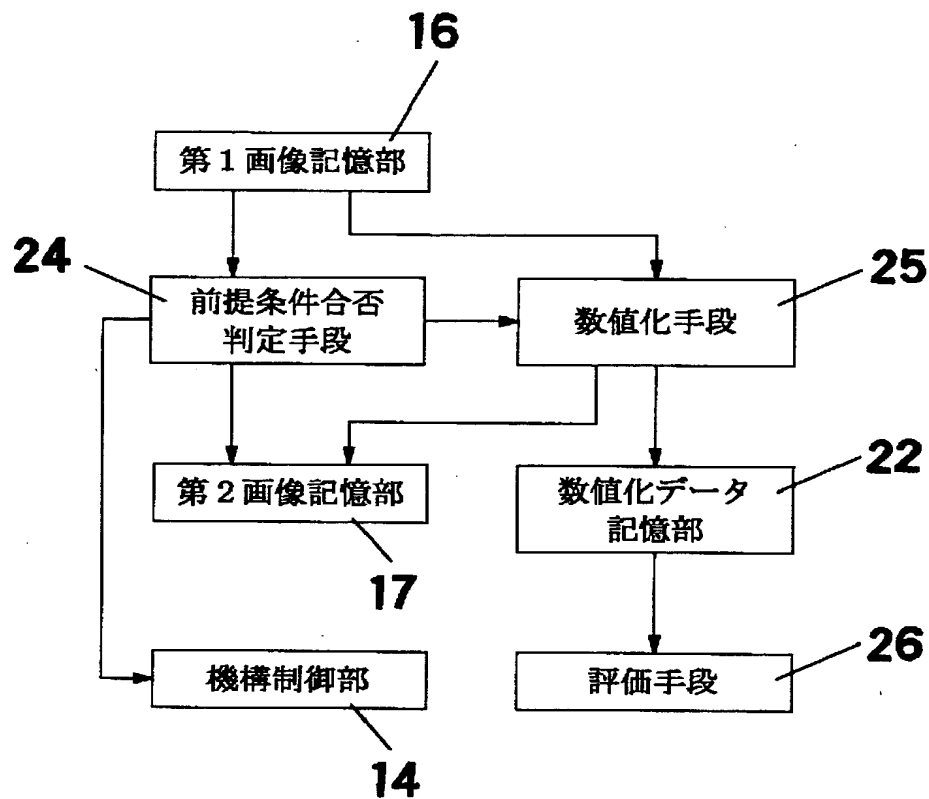 16
第1画像記憶部
24
前提条件合否
判定手段
25
数値化手段
第2画像記憶部
17
22
数値化データ
記憶部
機構制御部
14
26
評価手段